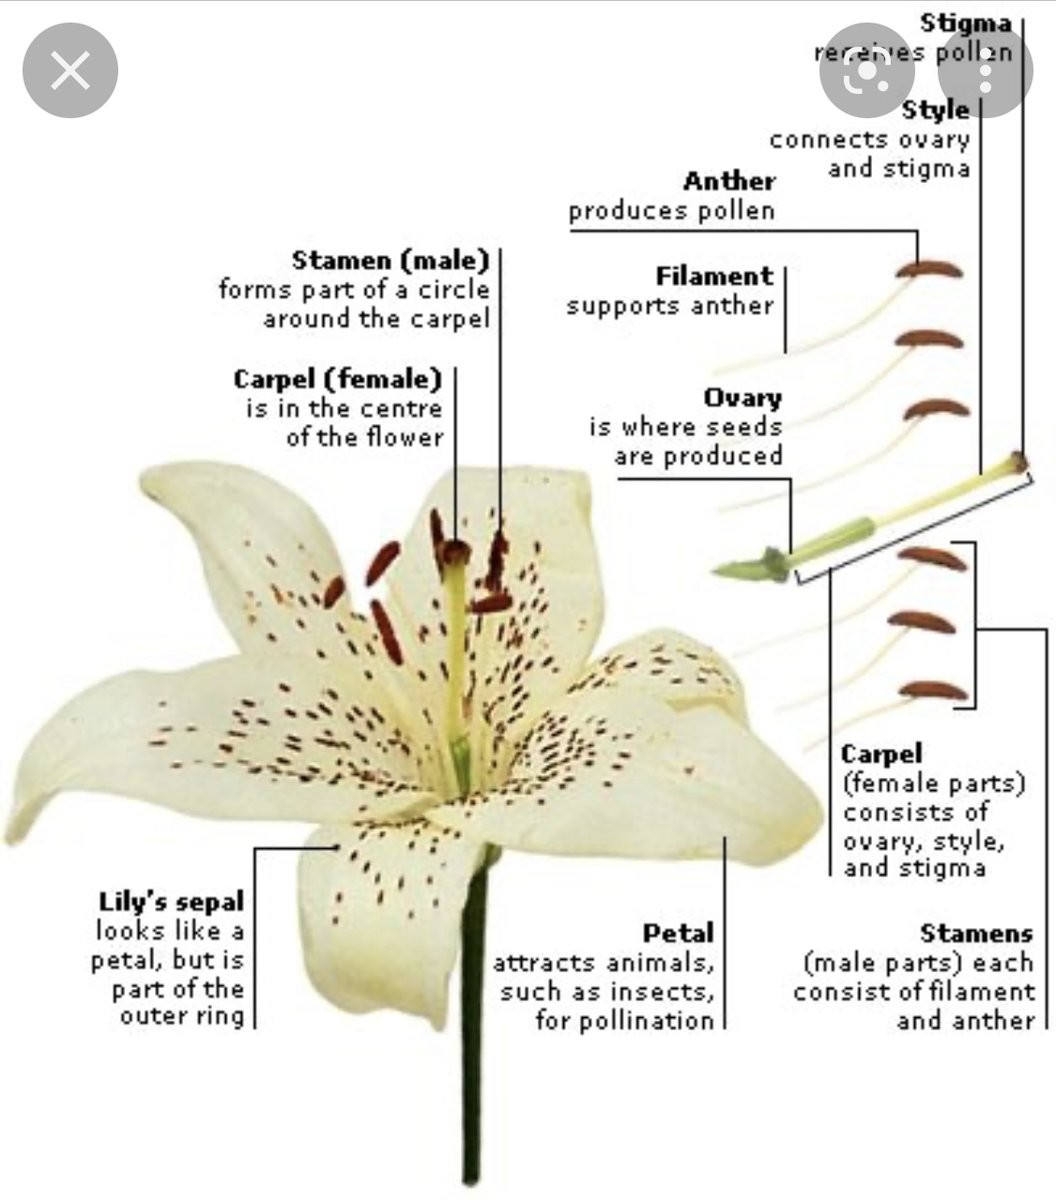 Stigma
receives pollen
Style
connects ovary
and stigma
Anther
produces pollen
Stamen (male)
forms part of a circle
around the carpel
Filament
supports anther
Carpel (female)
is in the centre
of the flower
Ovary
is where seeds
are produced
Carpel
(female parts)
consists of
ovary, style,
and stigma
Lily's sepal
looks like a
petal, but is
part of the
outer ring
Petal
attracts animals,
such as insects,
for pollination
Stamens
(male parts) each
consist of filament
and anther